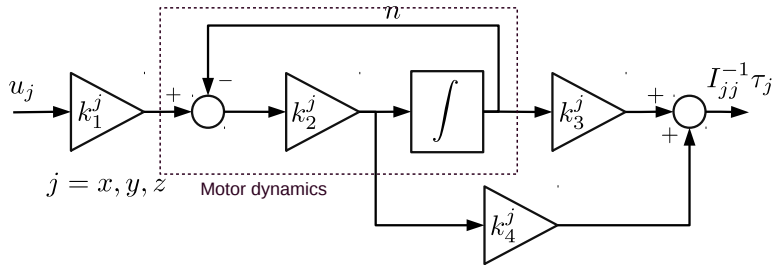 n
u_j
k_1^j
+
−
k_2^j
∫
k_3^j
+
+
I_{jj}^{-1}τ_j
j = x, y, z
Motor dynamics
k_4^j